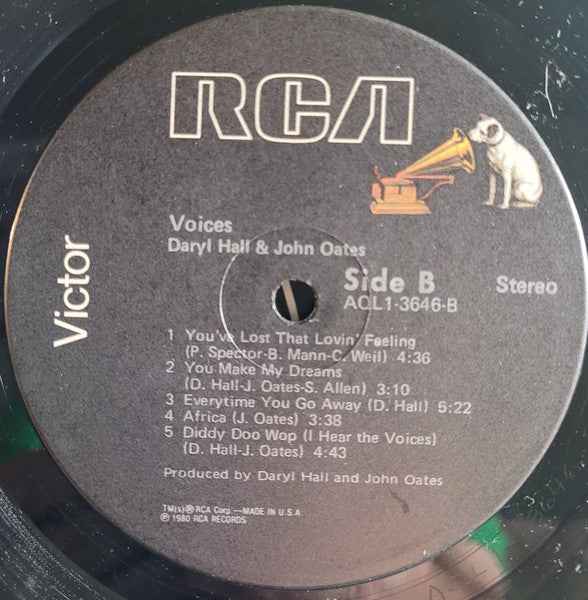 RCA
Voices
Daryl Hall & John Oates
Victor
Side B
AQL1-3646-B
Stereo
1 You've Lost That Lovin' Feeling
(P. Spector-B. Mann-C. Weil) 4:36
2 You Make My Dreams
(D. Hall-J. Oates-S. Allen) 3:10
3 Everytime You Go Away (D. Hall) 5:22
4 Africa (J. Oates) 3:38
5 Diddy Doo Wop (I Hear the Voices)
(D. Hall-J. Oates) 4:43
Produced by Daryl Hall and John Oates
TM(s)® RCA Corp.—MADE IN U.S.A.
℗ 1980 RCA RECORDS